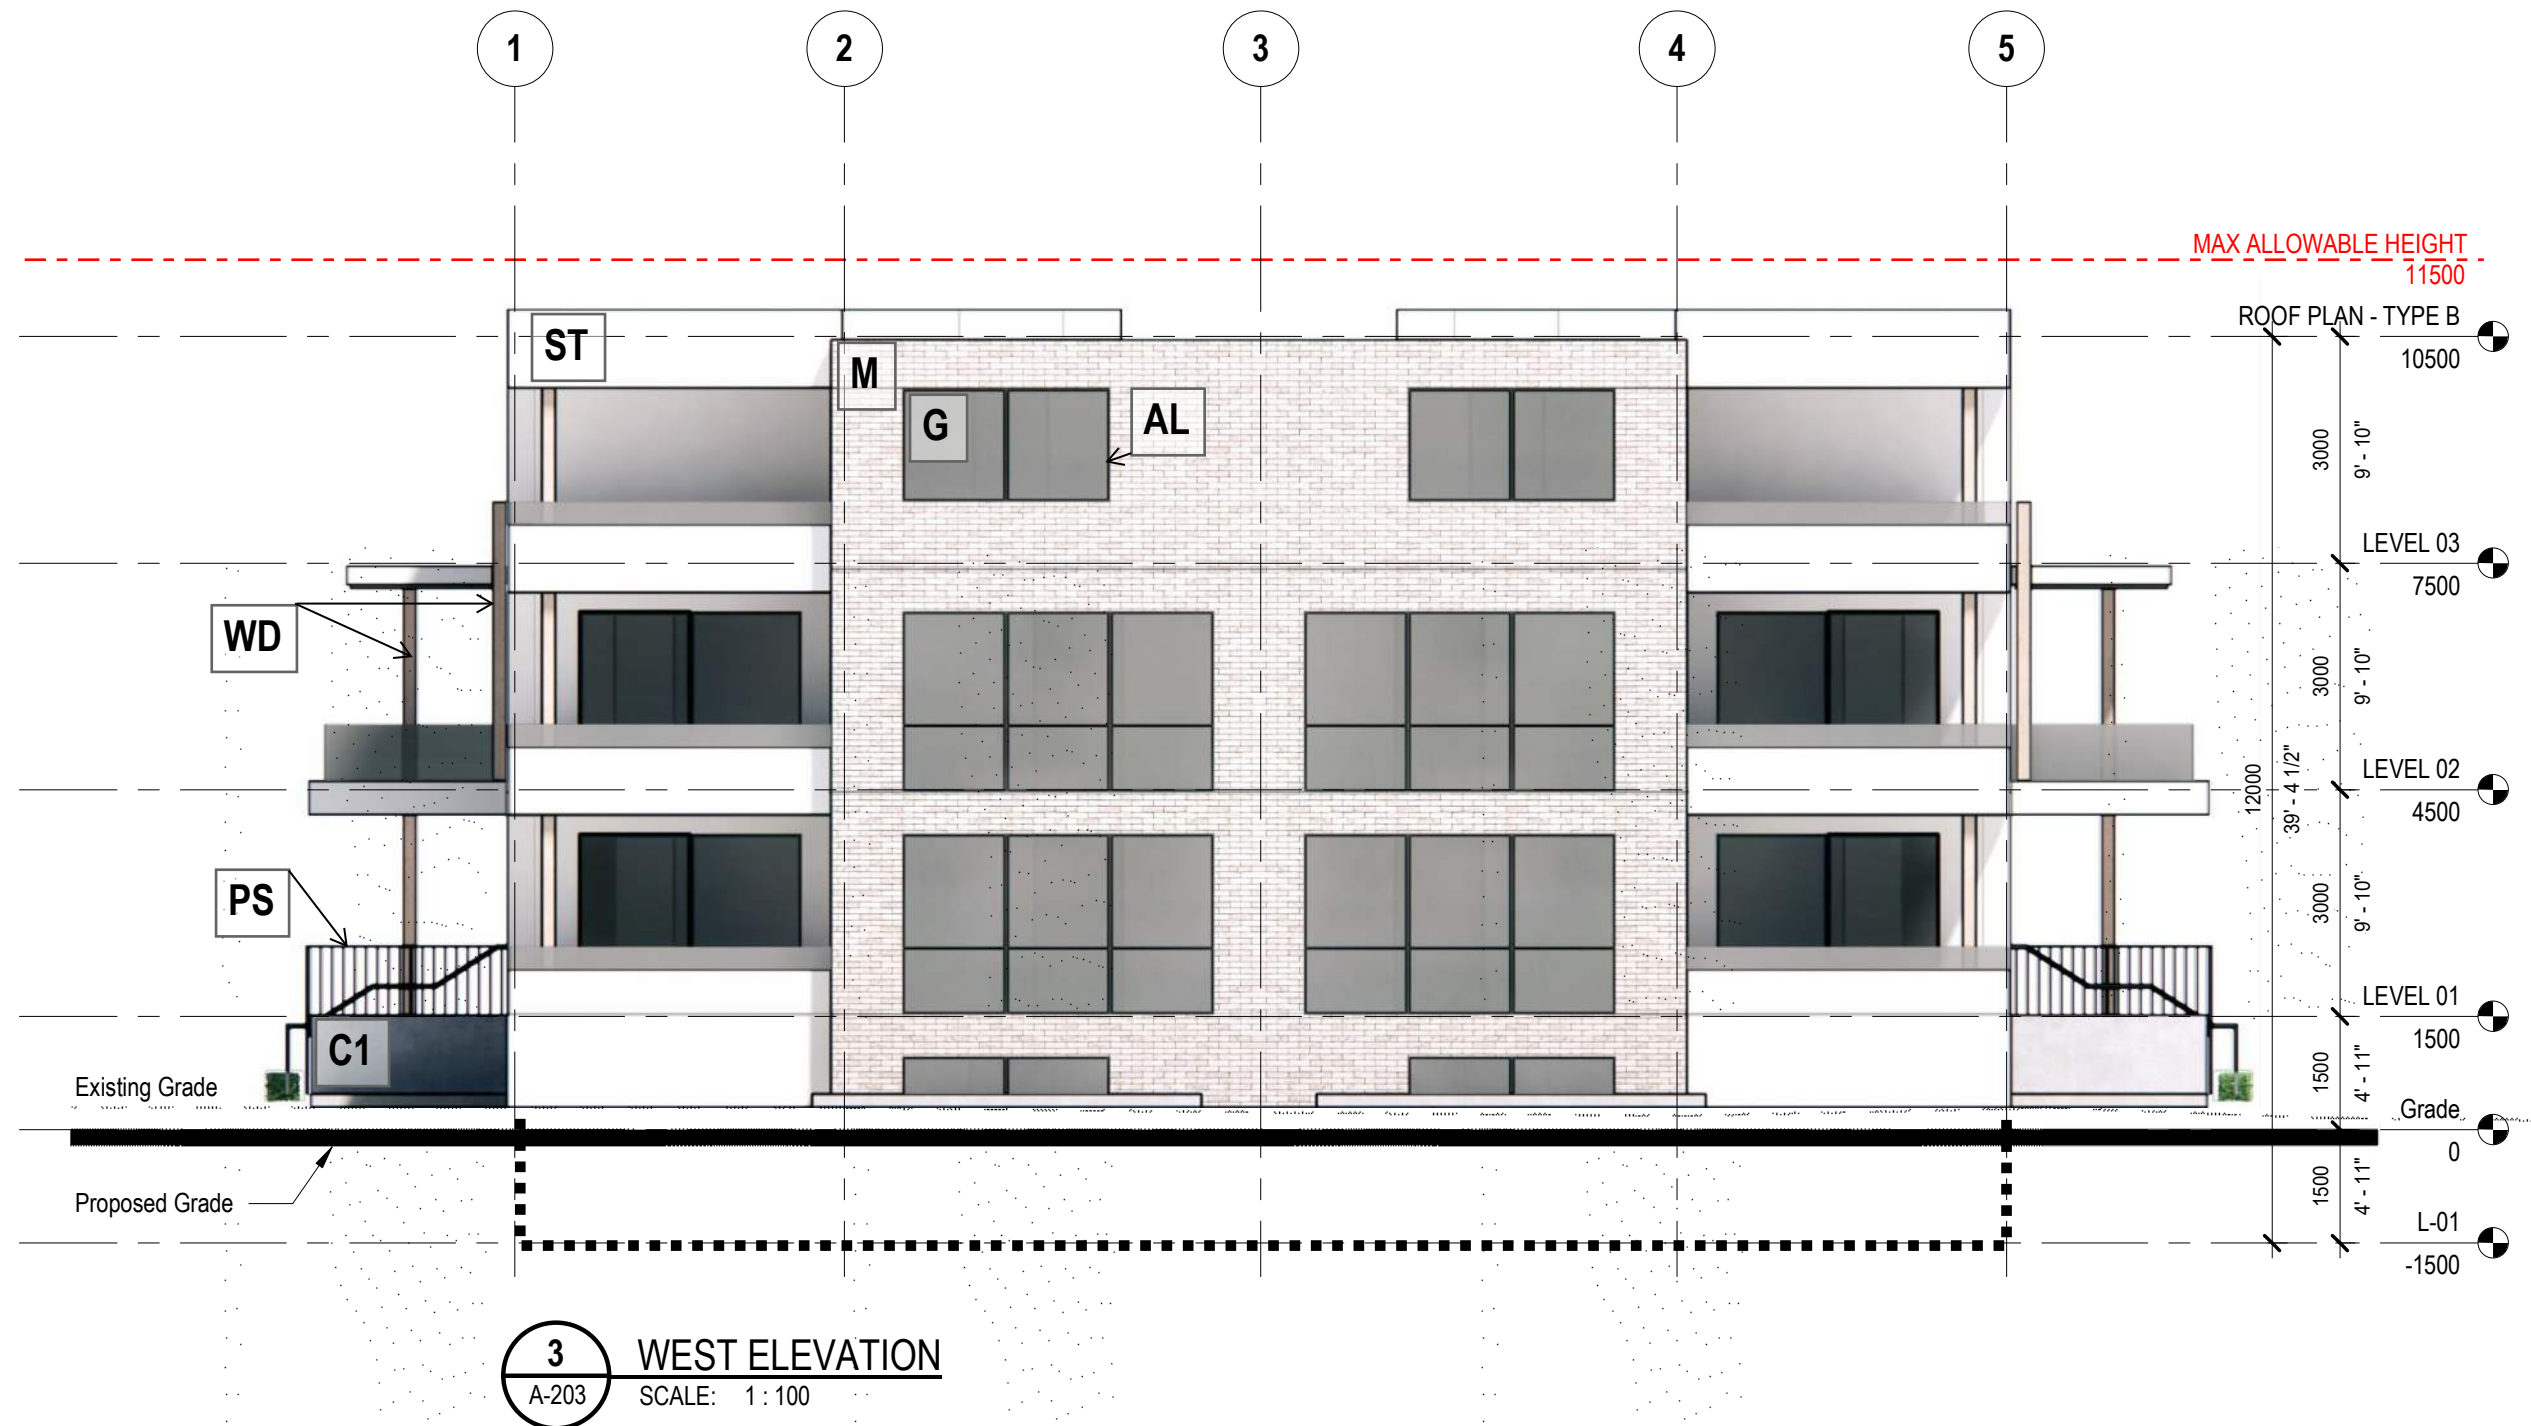 1
2
3
4
5
MAX ALLOWABLE HEIGHT
11500
ROOF PLAN - TYPE B
10500
ST
M
G
AL
3000
9' - 10"
LEVEL 03
7500
WD
3000
9' - 10"
12000
39' - 4 1/2"
LEVEL 02
4500
PS
3000
9' - 10"
LEVEL 01
1500
C1
1500
4' - 11"
Existing Grade
Grade
0
Proposed Grade
1500
4' - 11"
L-01
-1500
3
A-203
WEST ELEVATION
SCALE: 1 : 100